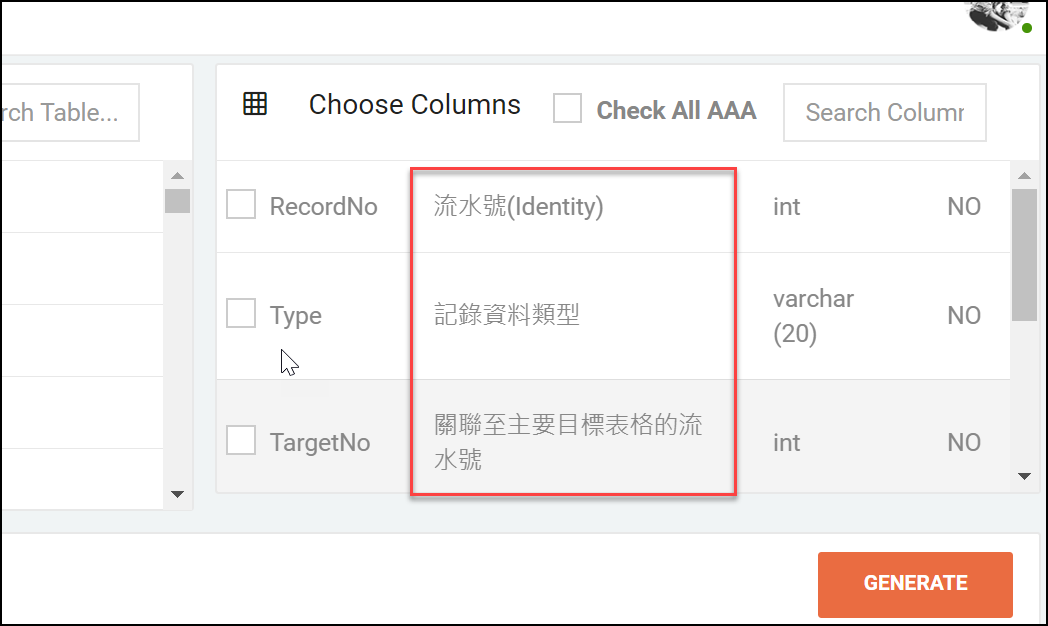 rch Table...
Choose Columns
Check All AAA
Search Column
RecordNo
流水號(Identity)
int
NO
Type
記錄資料類型
varchar
(20)
NO
TargetNo
關聯至主要目標表格的流
水號
int
NO
GENERATE